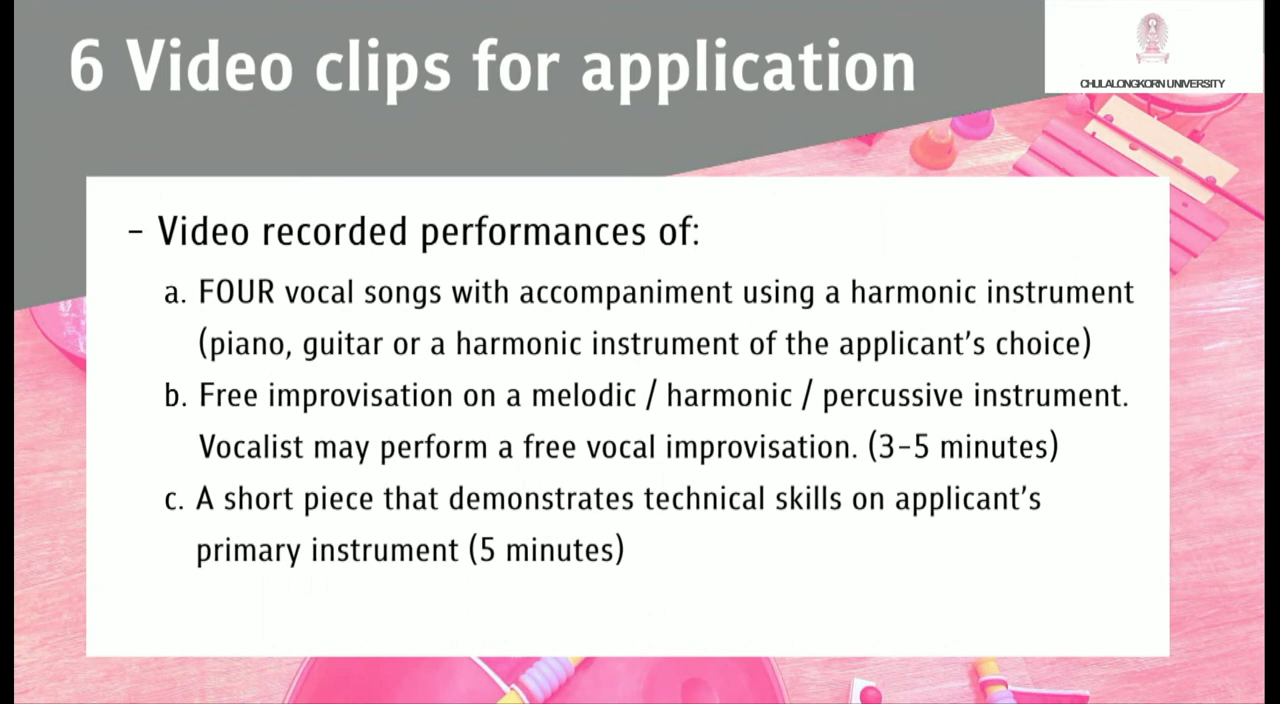 6 Video clips for application
CHULALONGKORN UNIVERSITY
- Video recorded performances of:
a. FOUR vocal songs with accompaniment using a harmonic instrument
(piano, guitar or a harmonic instrument of the applicant's choice)
b. Free improvisation on a melodic / harmonic / percussive instrument.
Vocalist may perform a free vocal improvisation. (3-5 minutes)
c. A short piece that demonstrates technical skills on applicant's
primary instrument (5 minutes)